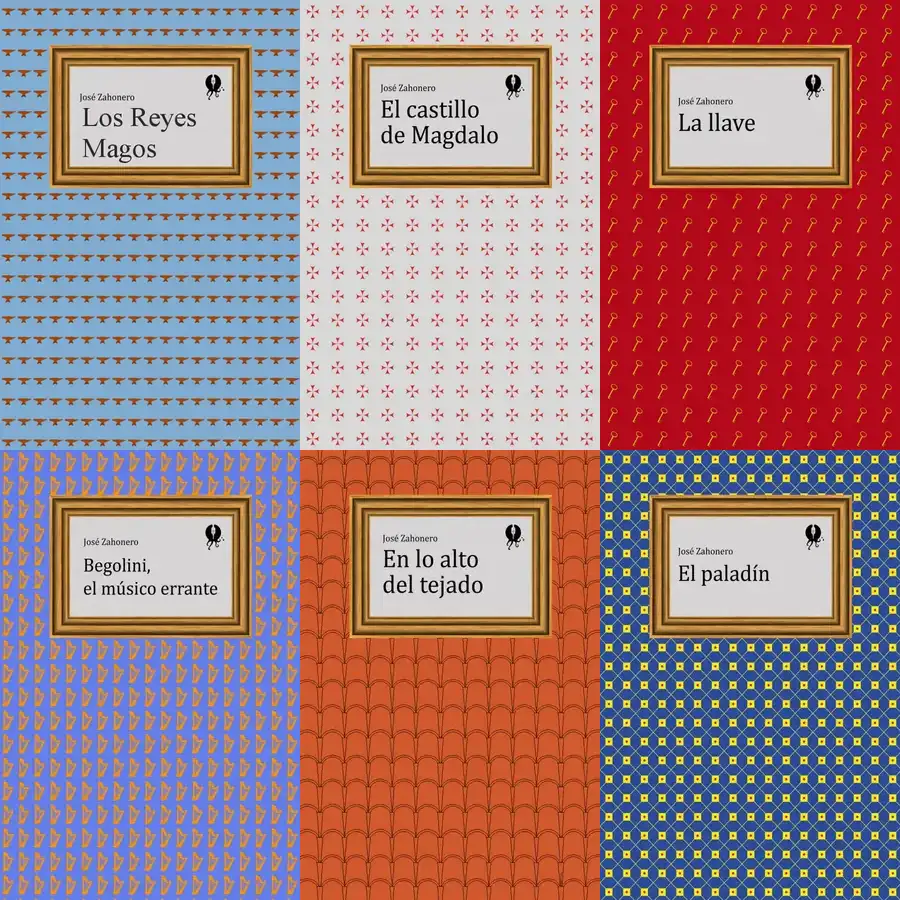 José Zahonero
Los Reyes
Magos
José Zahonero
El castillo
de Magdalo
José Zahonero
La llave
José Zahonero
Begolini,
el músico errante
José Zahonero
En lo alto
del tejado
José Zahonero
El paladín